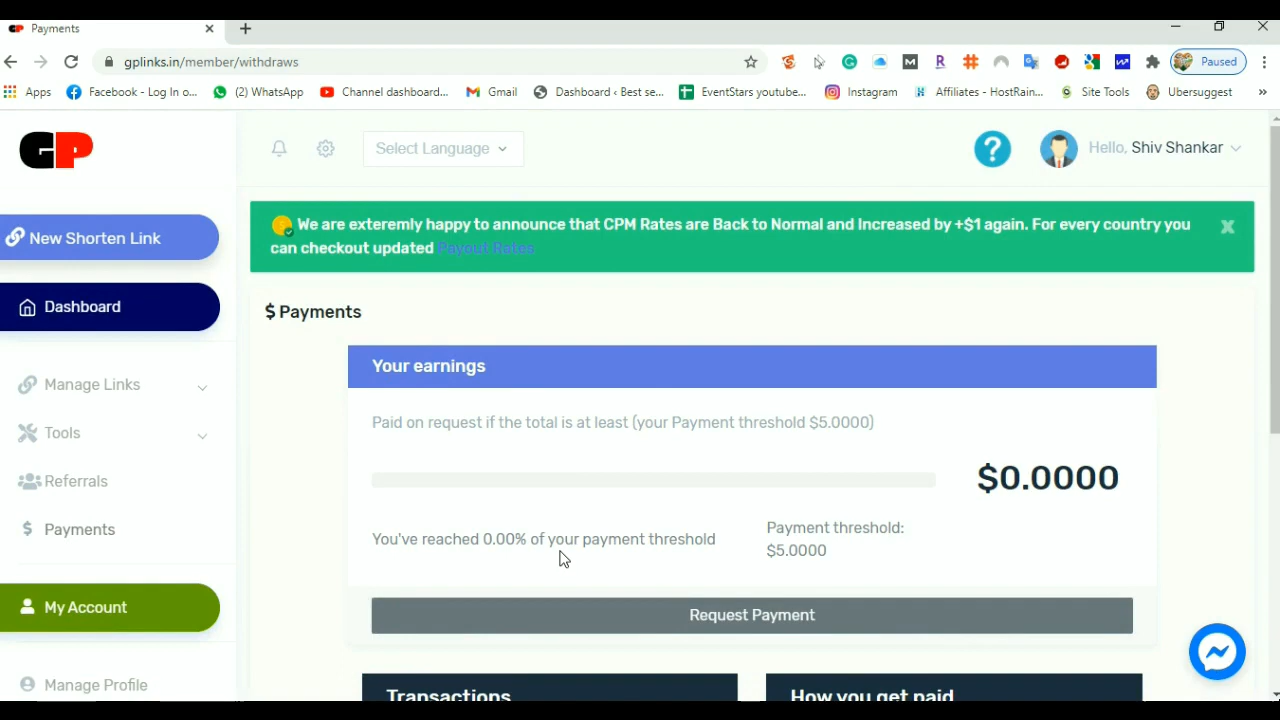 GP Payments
gplinks.in/member/withdraws
Paused
Apps
Facebook - Log In o...
(2) WhatsApp
Channel dashboard...
Gmail
Dashboard ‹ Best se...
EventStars youtube...
Instagram
Affiliates - HostRain...
Site Tools
Ubersuggest
»
GP
Select Language
?
Hello, Shiv Shankar
New Shorten Link
We are exteremly happy to announce that CPM Rates are Back to Normal and Increased by +$1 again. For every country you
can checkout updated Payout Rates
x
Dashboard
$ Payments
Your earnings
Manage Links
Paid on request if the total is at least (your Payment threshold $5.0000)
Tools
$0.0000
Referrals
$ Payments
You've reached 0.00% of your payment threshold
Payment threshold:
$5.0000
My Account
Request Payment
Manage Profile
Transactions
How you get paid